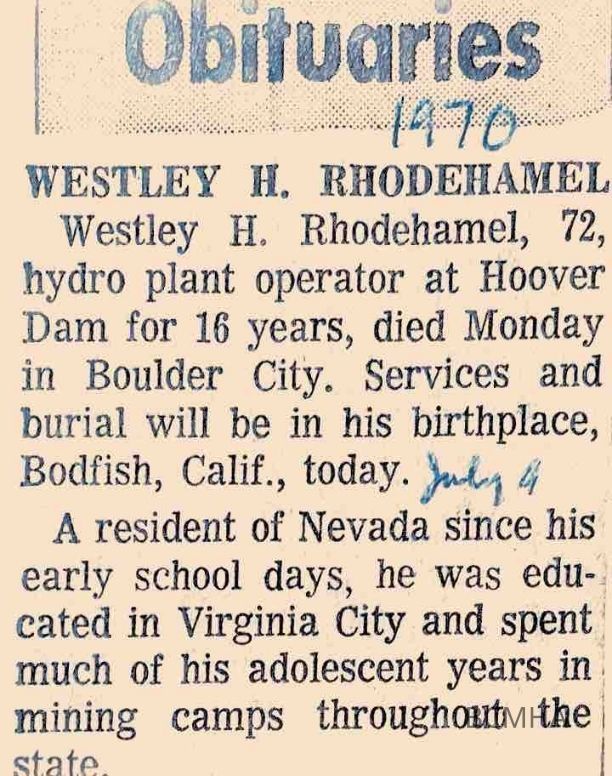 Obituaries
1970
WESTLEY H. RHODEHAMEL
Westley H. Rhodehamel, 72,
hydro plant operator at Hoover
Dam for 16 years, died Monday
in Boulder City. Services and
burial will be in his birthplace,
Bodfish, Calif., today. July 4
A resident of Nevada since his
early school days, he was edu-
cated in Virginia City and spent
much of his adolescent years in
mining camps throughout the
state.